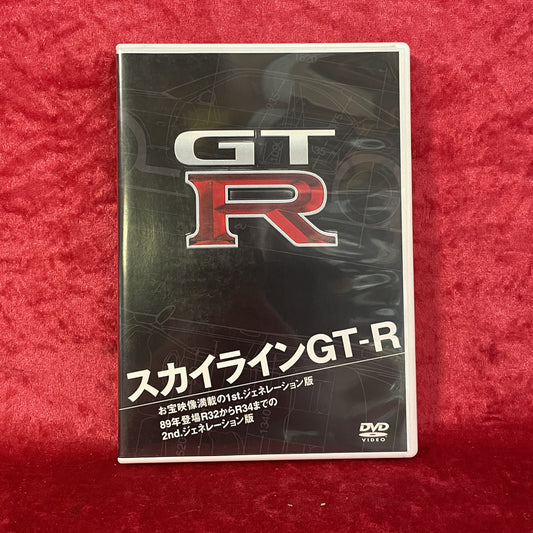 GT
R
スカイラインGT-R
お宝映像満載の1st.ジェネレーション版
89年登場R32からR34までの
2nd.ジェネレーション版
DVD
VIDEO